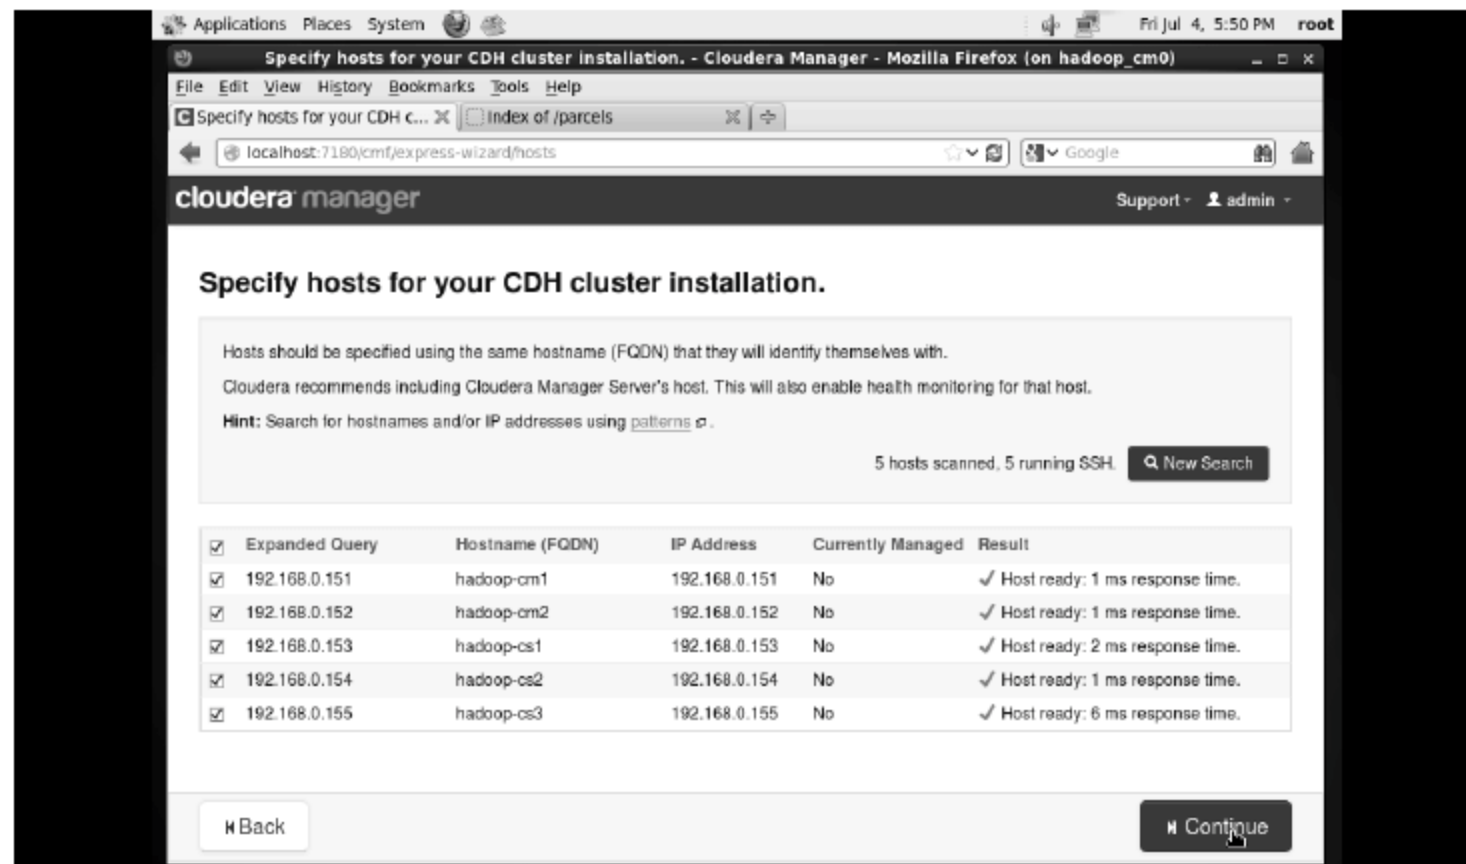 Applications Places System Fri Jul 4, 5:50 PM root
Specify hosts for your CDH cluster installation. - Cloudera Manager - Mozilla Firefox (on hadoop_cm0)
File Edit View History Bookmarks Tools Help
Specify hosts for your CDH c... Index of /parcels
localhost:7180/cmf/express-wizard/hosts Google
cloudera manager Support admin
Specify hosts for your CDH cluster installation.
Hosts should be specified using the same hostname (FQDN) that they will identify themselves with.
Cloudera recommends including Cloudera Manager Server's host. This will also enable health monitoring for that host.
Hint: Search for hostnames and/or IP addresses using patterns .
5 hosts scanned, 5 running SSH. New Search
Expanded Query Hostname (FQDN) IP Address Currently Managed Result
192.168.0.151 hadoop-cm1 192.168.0.151 No Host ready: 1 ms response time.
192.168.0.152 hadoop-cm2 192.168.0.152 No Host ready: 1 ms response time.
192.168.0.153 hadoop-cs1 192.168.0.153 No Host ready: 2 ms response time.
192.168.0.154 hadoop-cs2 192.168.0.154 No Host ready: 1 ms response time.
192.168.0.155 hadoop-cs3 192.168.0.155 No Host ready: 6 ms response time.
Back Continue